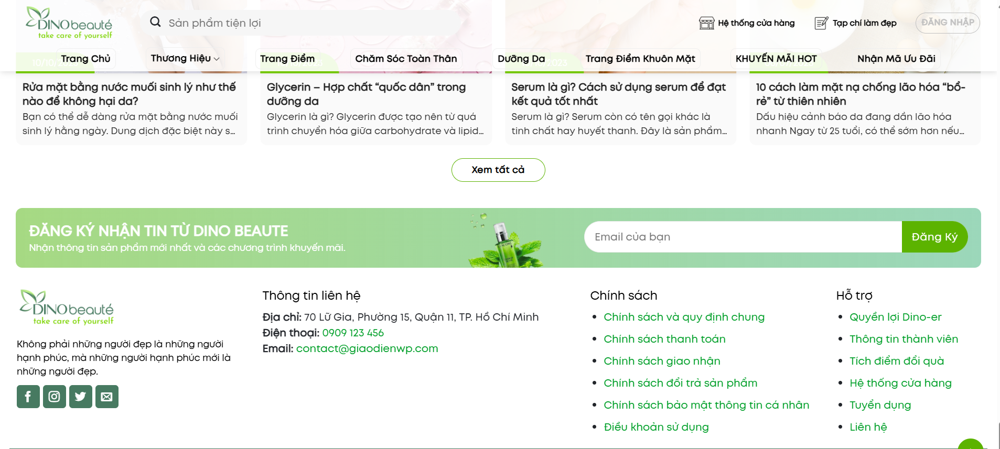 DINO beauté
take care of yourself
Sản phẩm tiện lợi
Hệ thống cửa hàng
Tạp chí làm đẹp
ĐĂNG NHẬP
Trang Chủ
Thương Hiệu
Trang Điểm
Chăm Sóc Toàn Thân
Dưỡng Da
Trang Điểm Khuôn Mặt
KHUYẾN MÃI HOT
Nhận Mã Ưu Đãi
Rửa mặt bằng nước muối sinh lý như thế
nào để không hại da?
Bạn có thể dễ dàng rửa mặt bằng nước muối
sinh lý hằng ngày. Dung dịch đặc biệt này s...
Glycerin – Hợp chất “quốc dân” trong
dưỡng da
Glycerin là gì? Glycerin được tạo nên từ quá
trình chuyển hóa giữa carbohydrate và lipid...
Serum là gì? Cách sử dụng serum để đạt
kết quả tốt nhất
Serum là gì? Serum còn có tên gọi khác là
tinh chất hay huyết thanh. Đây là sản phẩm...
10 cách làm mặt nạ chống lão hóa “bổ-
rẻ” từ thiên nhiên
Dấu hiệu cảnh báo da đang dần lão hóa
nhanh Ngay từ 25 tuổi, có thể sớm hơn nếu...
Xem tất cả
ĐĂNG KÝ NHẬN TIN TỪ DINO BEAUTE
Nhận thông tin sản phẩm mới nhất và các chương trình khuyến mãi.
Email của bạn
Đăng Ký
DINO beauté
take care of yourself
Không phải những người đẹp là những người
hạnh phúc, mà những người hạnh phúc mới là
những người đẹp.
Thông tin liên hệ
Địa chỉ: 70 Lữ Gia, Phường 15, Quận 11, TP. Hồ Chí Minh
Điện thoại: 0909 123 456
Email: contact@giaodienwp.com
Chính sách
Chính sách và quy định chung
Chính sách thanh toán
Chính sách giao nhận
Chính sách đổi trả sản phẩm
Chính sách bảo mật thông tin cá nhân
Điều khoản sử dụng
Hỗ trợ
Quyền lợi Dino-er
Thông tin thành viên
Tích điểm đổi quà
Hệ thống cửa hàng
Tuyển dụng
Liên hệ